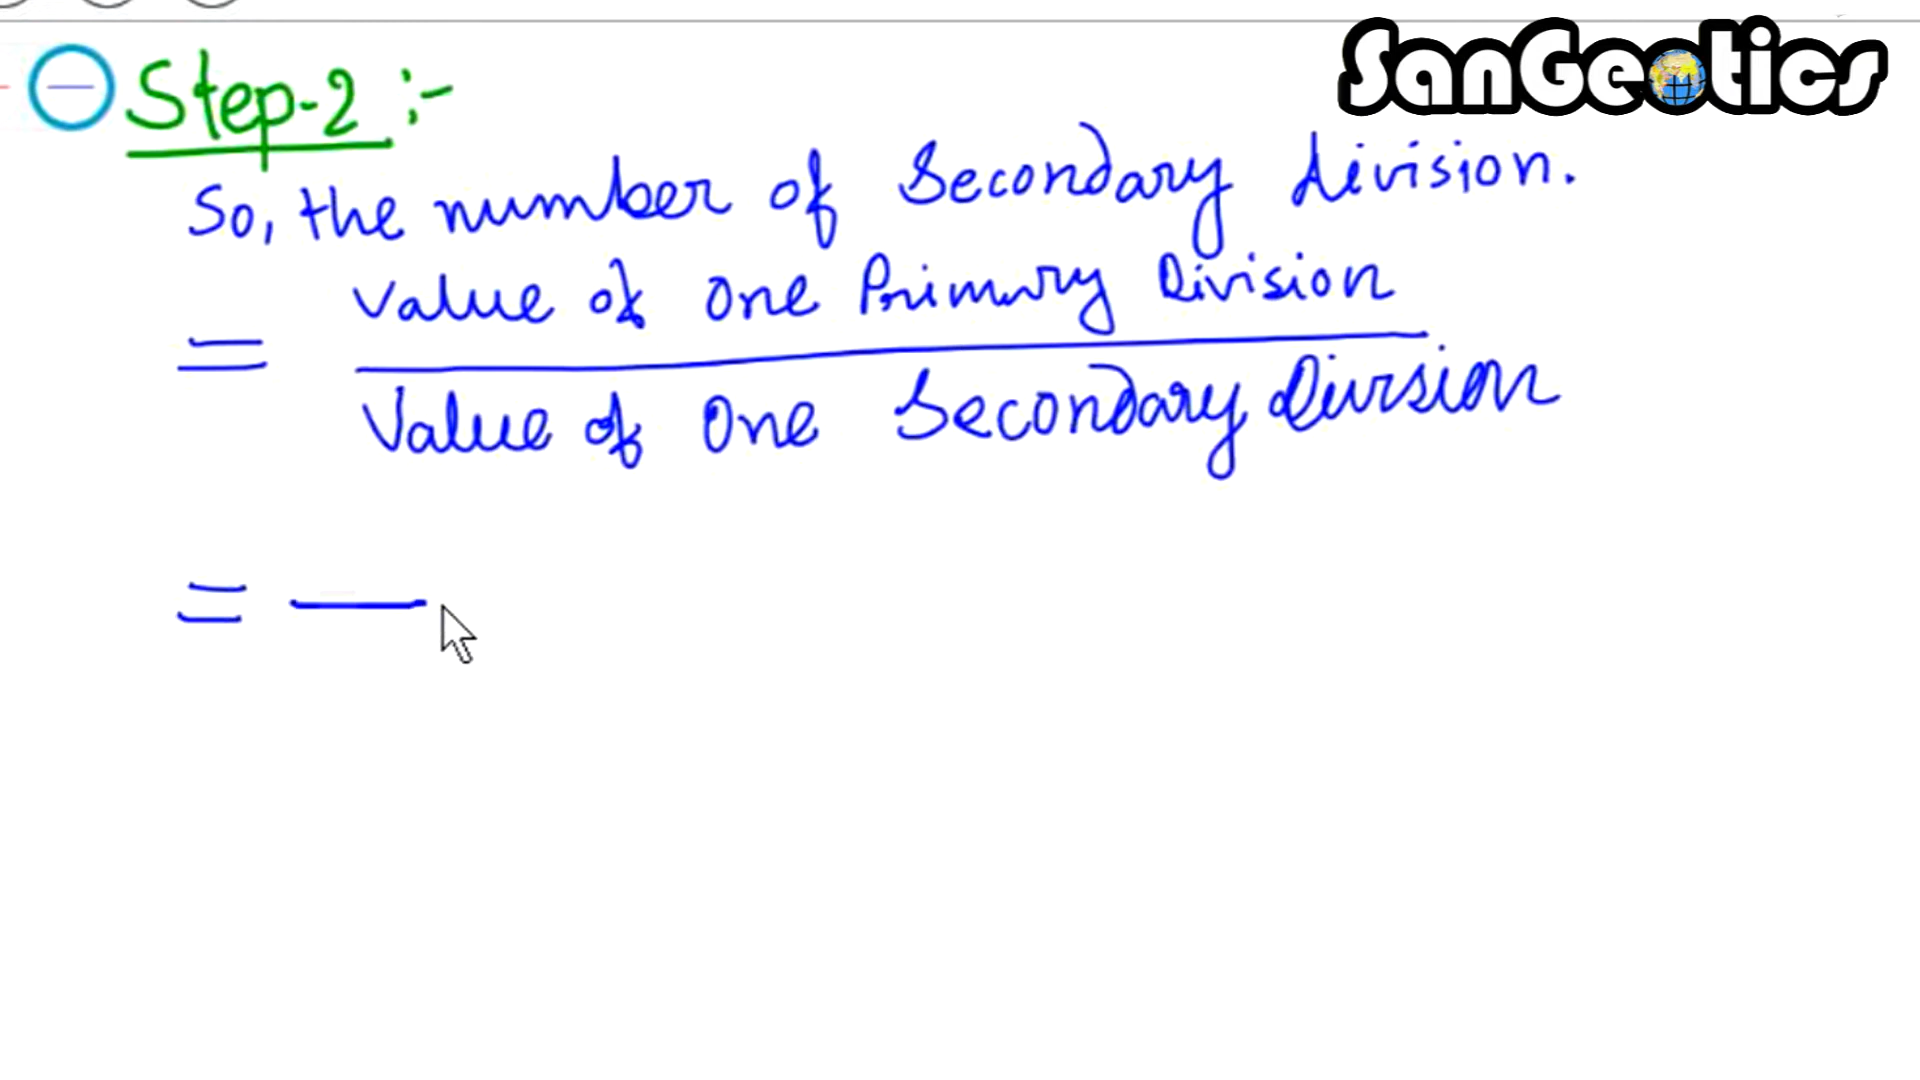 SanGeotics
Step-2 :-
So, the number of Secondary division.
= Value of One Primary Division
Value of One Secondary Division
=